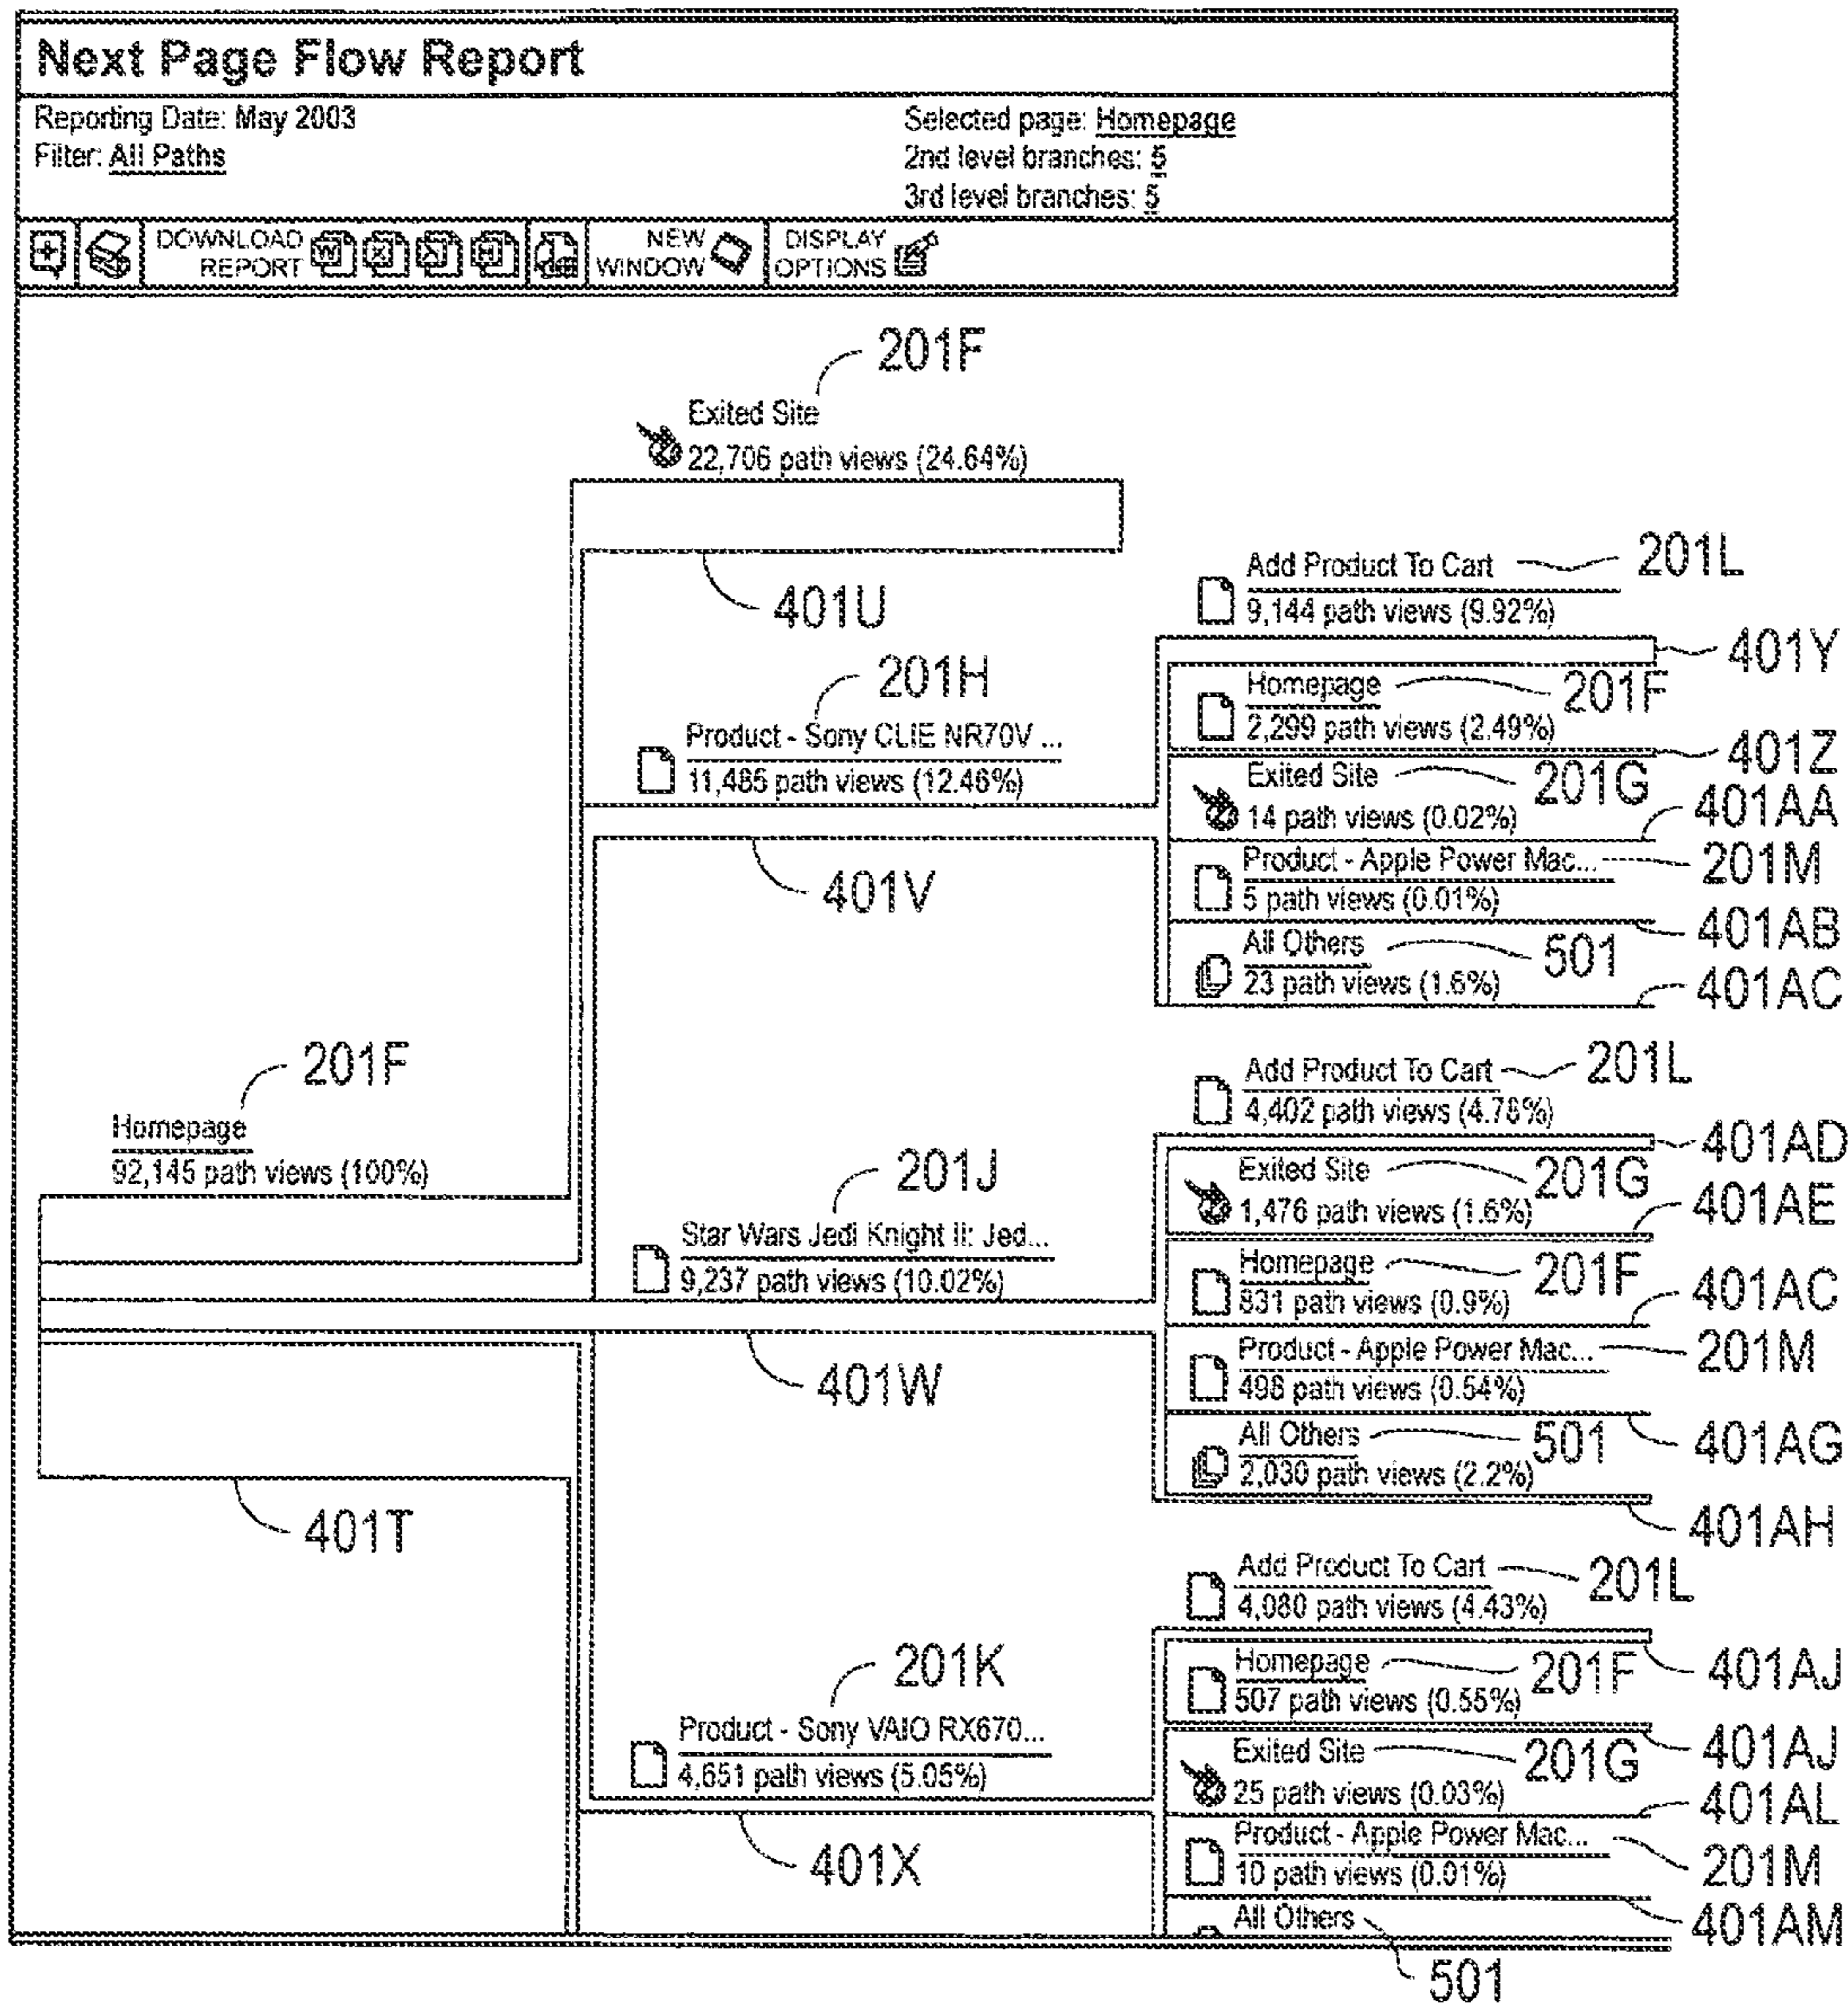 Next Page Flow Report
Reporting Date: May 2003
Filter: All Paths
Selected page: Homepage
2nd level branches: 5
3rd level branches: 5
DOWNLOAD REPORT
NEW WINDOW
DISPLAY OPTIONS
201F
Exited Site
22,706 path views (24.64%)
401U
201H
Product - Sony CLIE NR70V ...
11,485 path views (12.46%)
401V
Add Product To Cart 201L
9,144 path views (9.92%)
401Y
Homepage 201F
2,299 path views (2.49%)
401Z
Exited Site 201G
14 path views (0.02%)
401AA
Product - Apple Power Mac... 201M
5 path views (0.01%)
401AB
All Others 501
23 path views (1.6%)
401AC
201F
Homepage
92,145 path views (100%)
401T
201J
Star Wars Jedi Knight II: Jed...
9,237 path views (10.02%)
401W
Add Product To Cart 201L
4,402 path views (4.78%)
401AD
Exited Site 201G
1,476 path views (1.6%)
401AE
Homepage 201F
831 path views (0.9%)
401AC
Product - Apple Power Mac... 201M
498 path views (0.54%)
401AG
All Others 501
2,030 path views (2.2%)
401AH
201K
Product - Sony VAIO RX670...
4,651 path views (5.05%)
401X
Add Product To Cart 201L
4,080 path views (4.43%)
401AJ
Homepage 201F
507 path views (0.55%)
401AJ
Exited Site 201G
25 path views (0.03%)
401AL
Product - Apple Power Mac...
10 path views (0.01%) 201M
401AM
All Others
501